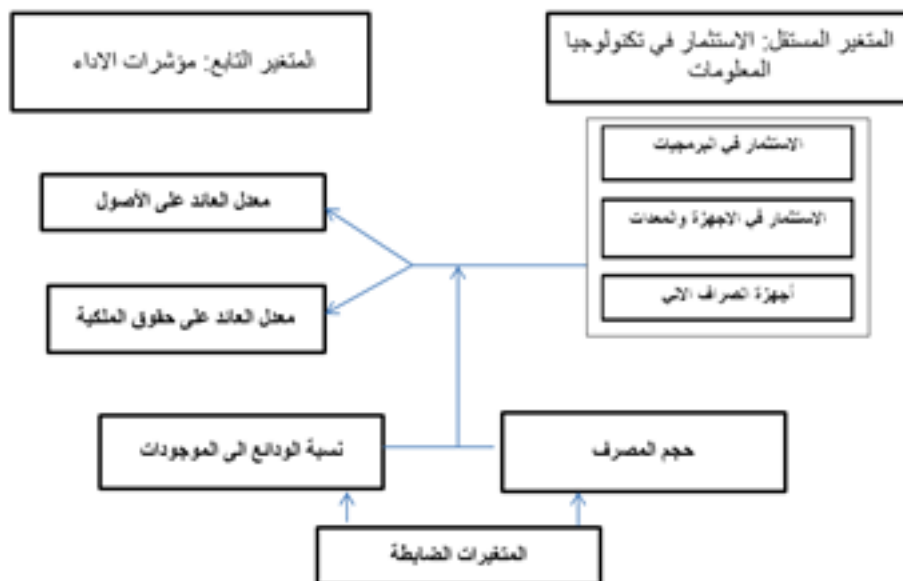 المتغير المستقل: الاستثمار في تكنولوجيا
المعلومات
المتغير التابع: مؤشرات الاداء
الاستثمار في البرمجيات
الاستثمار في الاجهزة والمعدات
أجهزة الصراف الالي
معدل العائد على الأصول
معدل العائد على حقوق الملكية
حجم المصرف
نسبة الودائع الى الموجودات
المتغيرات الضابطة